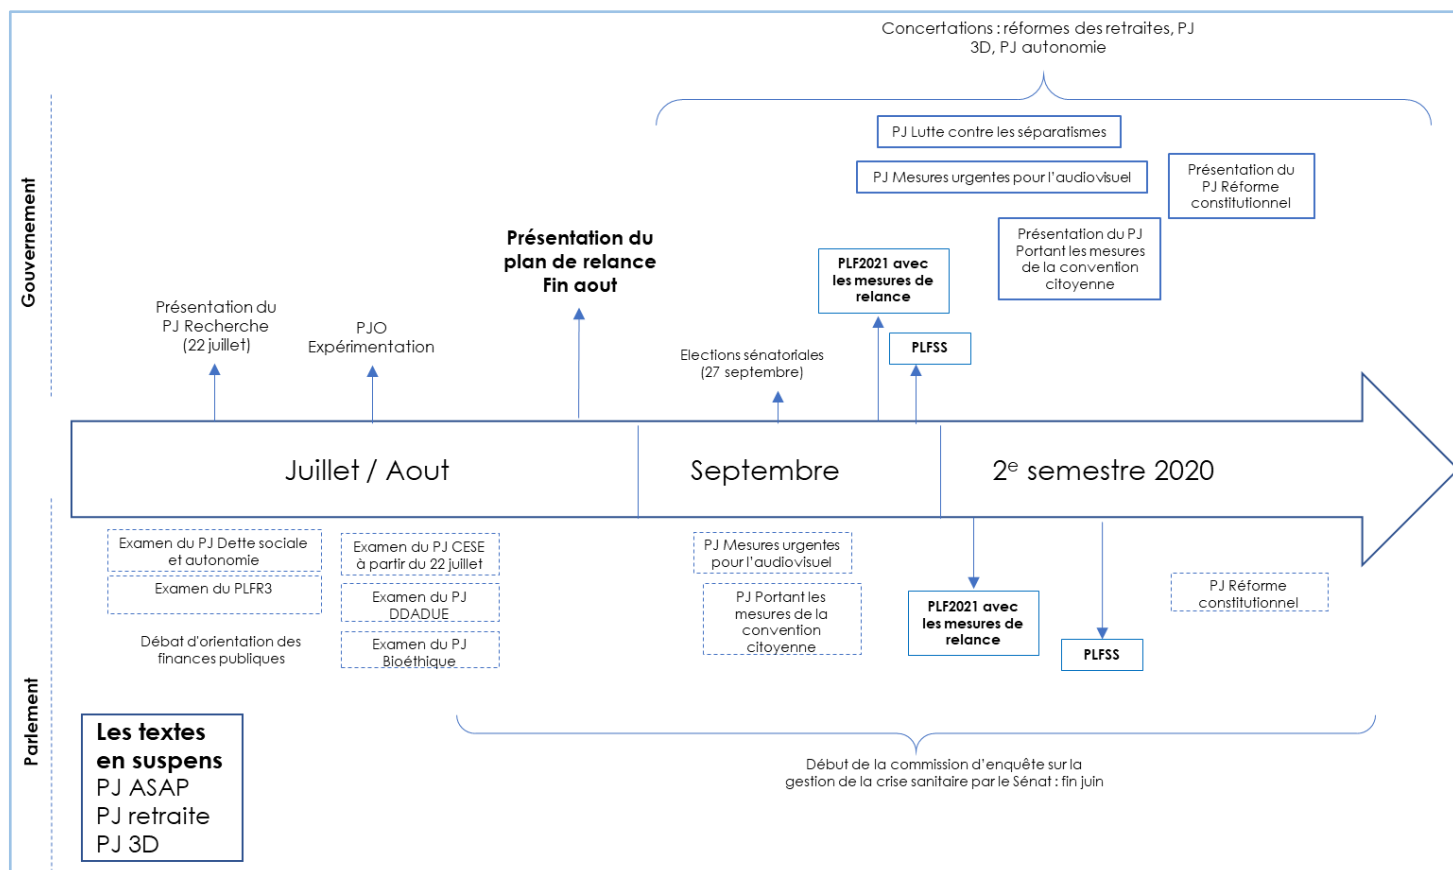 Concertations : réformes des retraites, PJ
3D, PJ autonomie
PJ Lutte contre les séparatismes
PJ Mesures urgentes pour l'audiovisuel
Présentation du
PJ Réforme
constitutionnel
Présentation du PJ
Portant les mesures
de la convention
citoyenne
Gouvernement
Présentation du
plan de relance
Fin aout
PLF2021 avec
les mesures de
relance
Présentation du
PJ Recherche
(22 juillet)
PJO
Expérimentation
Elections sénatoriales
(27 septembre)
PLFSS
Juillet / Aout
Septembre
2e semestre 2020
Parlement
Examen du PJ Dette sociale
et autonomie
Examen du PLFR3
Débat d'orientation des
finances publiques
Examen du PJ CESE
à partir du 22 juillet
Examen du PJ
DDADUE
Examen du PJ
Bioéthique
PJ Mesures urgentes
pour l'audiovisuel
PJ Portant les
mesures de la
convention
citoyenne
PLF2021 avec
les mesures de
relance
PLFSS
PJ Réforme
constitutionnel
Les textes
en suspens
PJ ASAP
PJ retraite
PJ 3D
Début de la commission d'enquête sur la
gestion de la crise sanitaire par le Sénat : fin juin